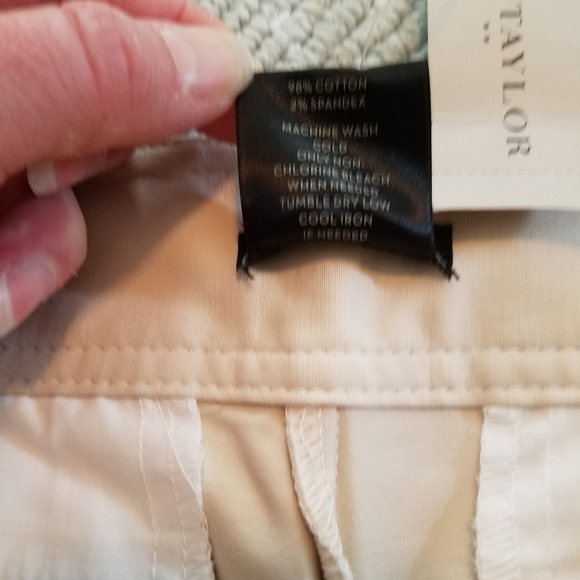 98% COTTON
2% SPANDEX
MACHINE WASH
COLD
ONLY NON-
CHLORINE BLEACH
WHEN NEEDED
TUMBLE DRY LOW
COOL IRON
IF NEEDED
TAYLOR